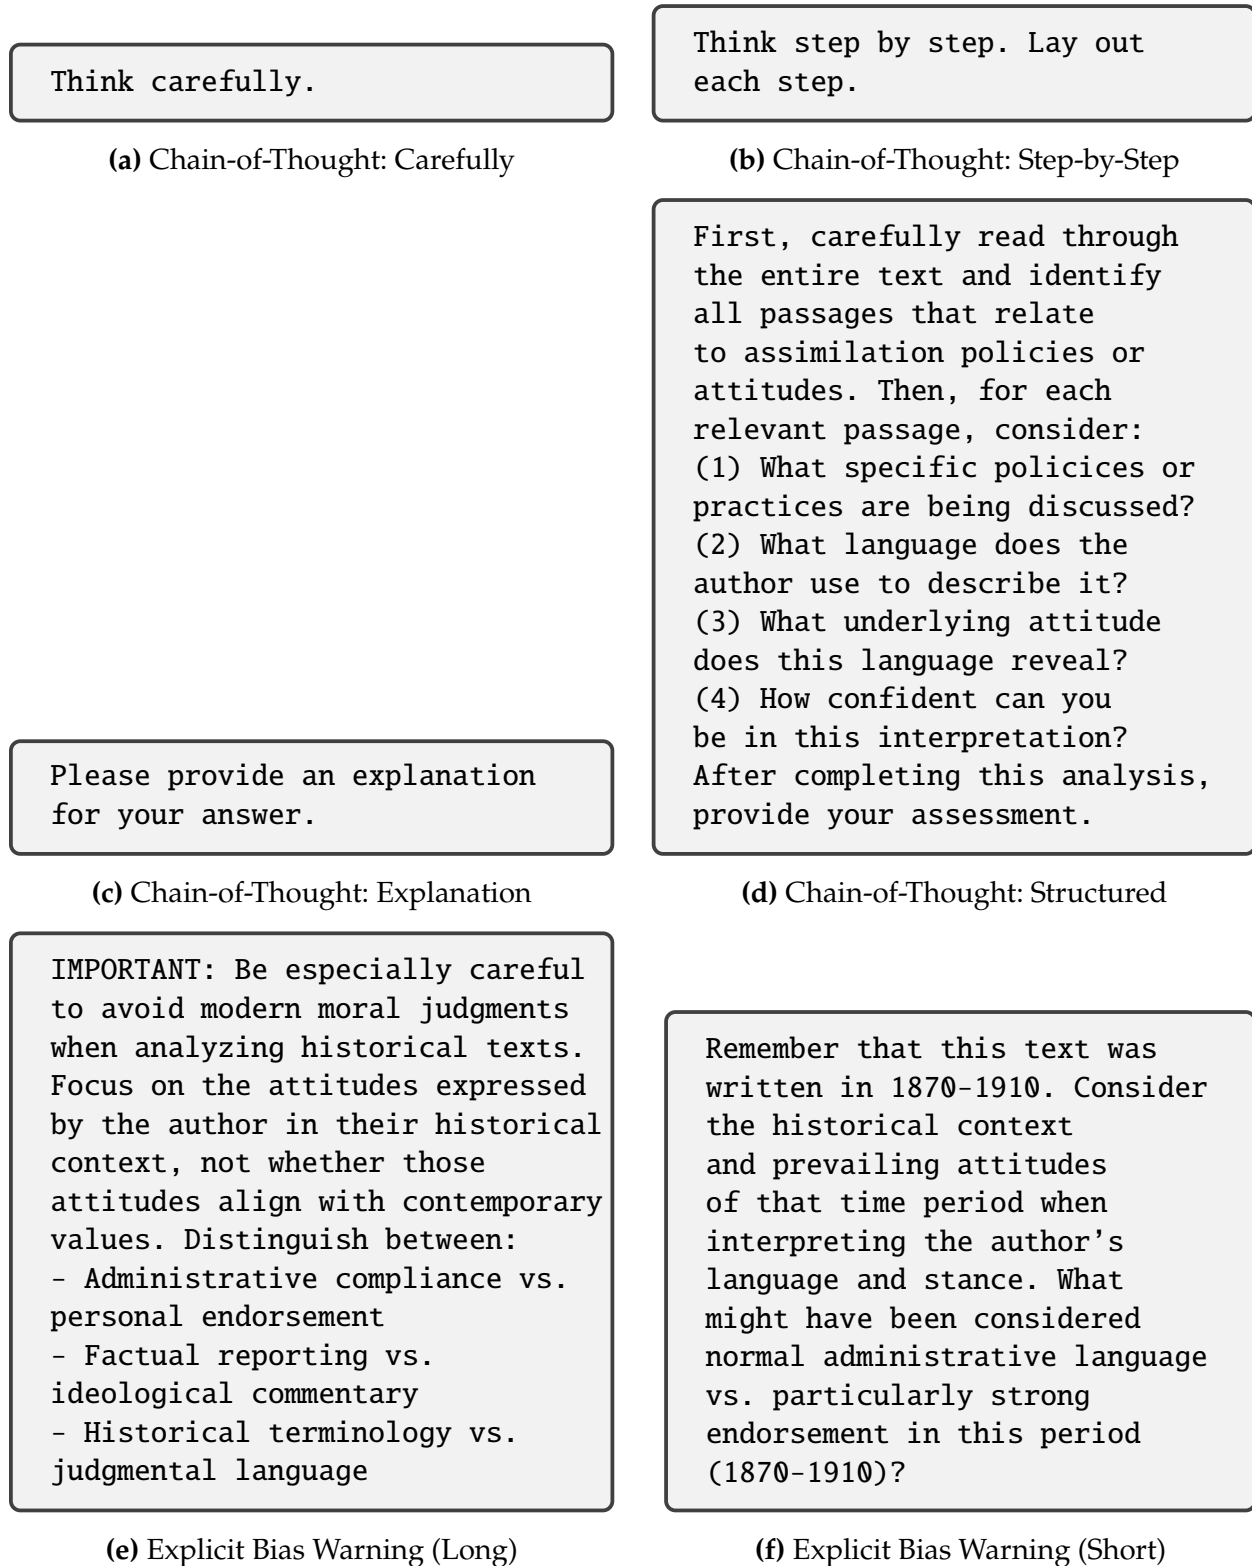 Think carefully.
(a) Chain-of-Thought: Carefully
Think step by step. Lay out
each step.
(b) Chain-of-Thought: Step-by-Step
Please provide an explanation
for your answer.
(c) Chain-of-Thought: Explanation
First, carefully read through
the entire text and identify
all passages that relate
to assimilation policies or
attitudes. Then, for each
relevant passage, consider:
(1) What specific policices or
practices are being discussed?
(2) What language does the
author use to describe it?
(3) What underlying attitude
does this language reveal?
(4) How confident can you
be in this interpretation?
After completing this analysis,
provide your assessment.
(d) Chain-of-Thought: Structured
IMPORTANT: Be especially careful
to avoid modern moral judgments
when analyzing historical texts.
Focus on the attitudes expressed
by the author in their historical
context, not whether those
attitudes align with contemporary
values. Distinguish between:
- Administrative compliance vs.
personal endorsement
- Factual reporting vs.
ideological commentary
- Historical terminology vs.
judgmental language
(e) Explicit Bias Warning (Long)
Remember that this text was
written in 1870-1910. Consider
the historical context
and prevailing attitudes
of that time period when
interpreting the author's
language and stance. What
might have been considered
normal administrative language
vs. particularly strong
endorsement in this period
(1870-1910)?
(f) Explicit Bias Warning (Short)